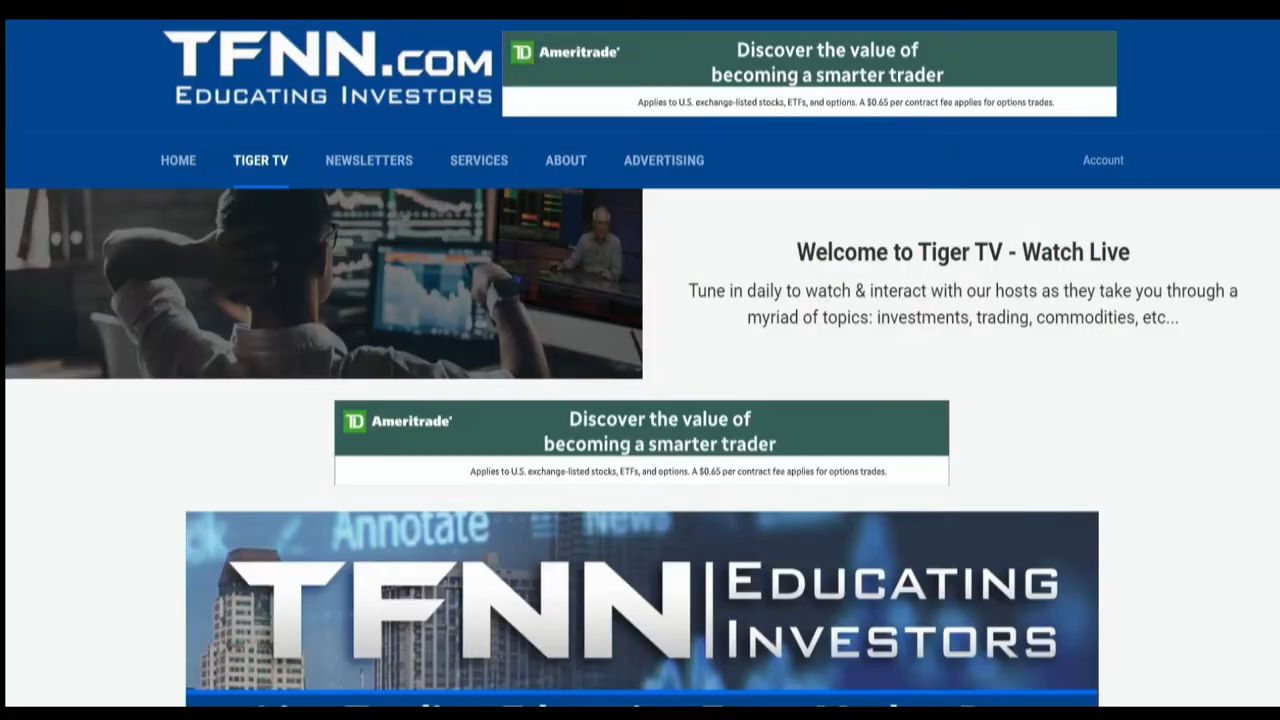 TFNN.COM
EDUCATING INVESTORS
TD Ameritrade
Discover the value of
becoming a smarter trader
Applies to U.S. exchange-listed stocks, ETFs, and options. A $0.65 per contract fee applies for options trades.
HOME TIGER TV NEWSLETTERS SERVICES ABOUT ADVERTISING Account
Welcome to Tiger TV - Watch Live
Tune in daily to watch & interact with our hosts as they take you through a
myriad of topics: investments, trading, commodities, etc...
TD Ameritrade
Discover the value of
becoming a smarter trader
Applies to U.S. exchange-listed stocks, ETFs, and options. A $0.65 per contract fee applies for options trades.
Annotate News
TFNN EDUCATING
INVESTORS